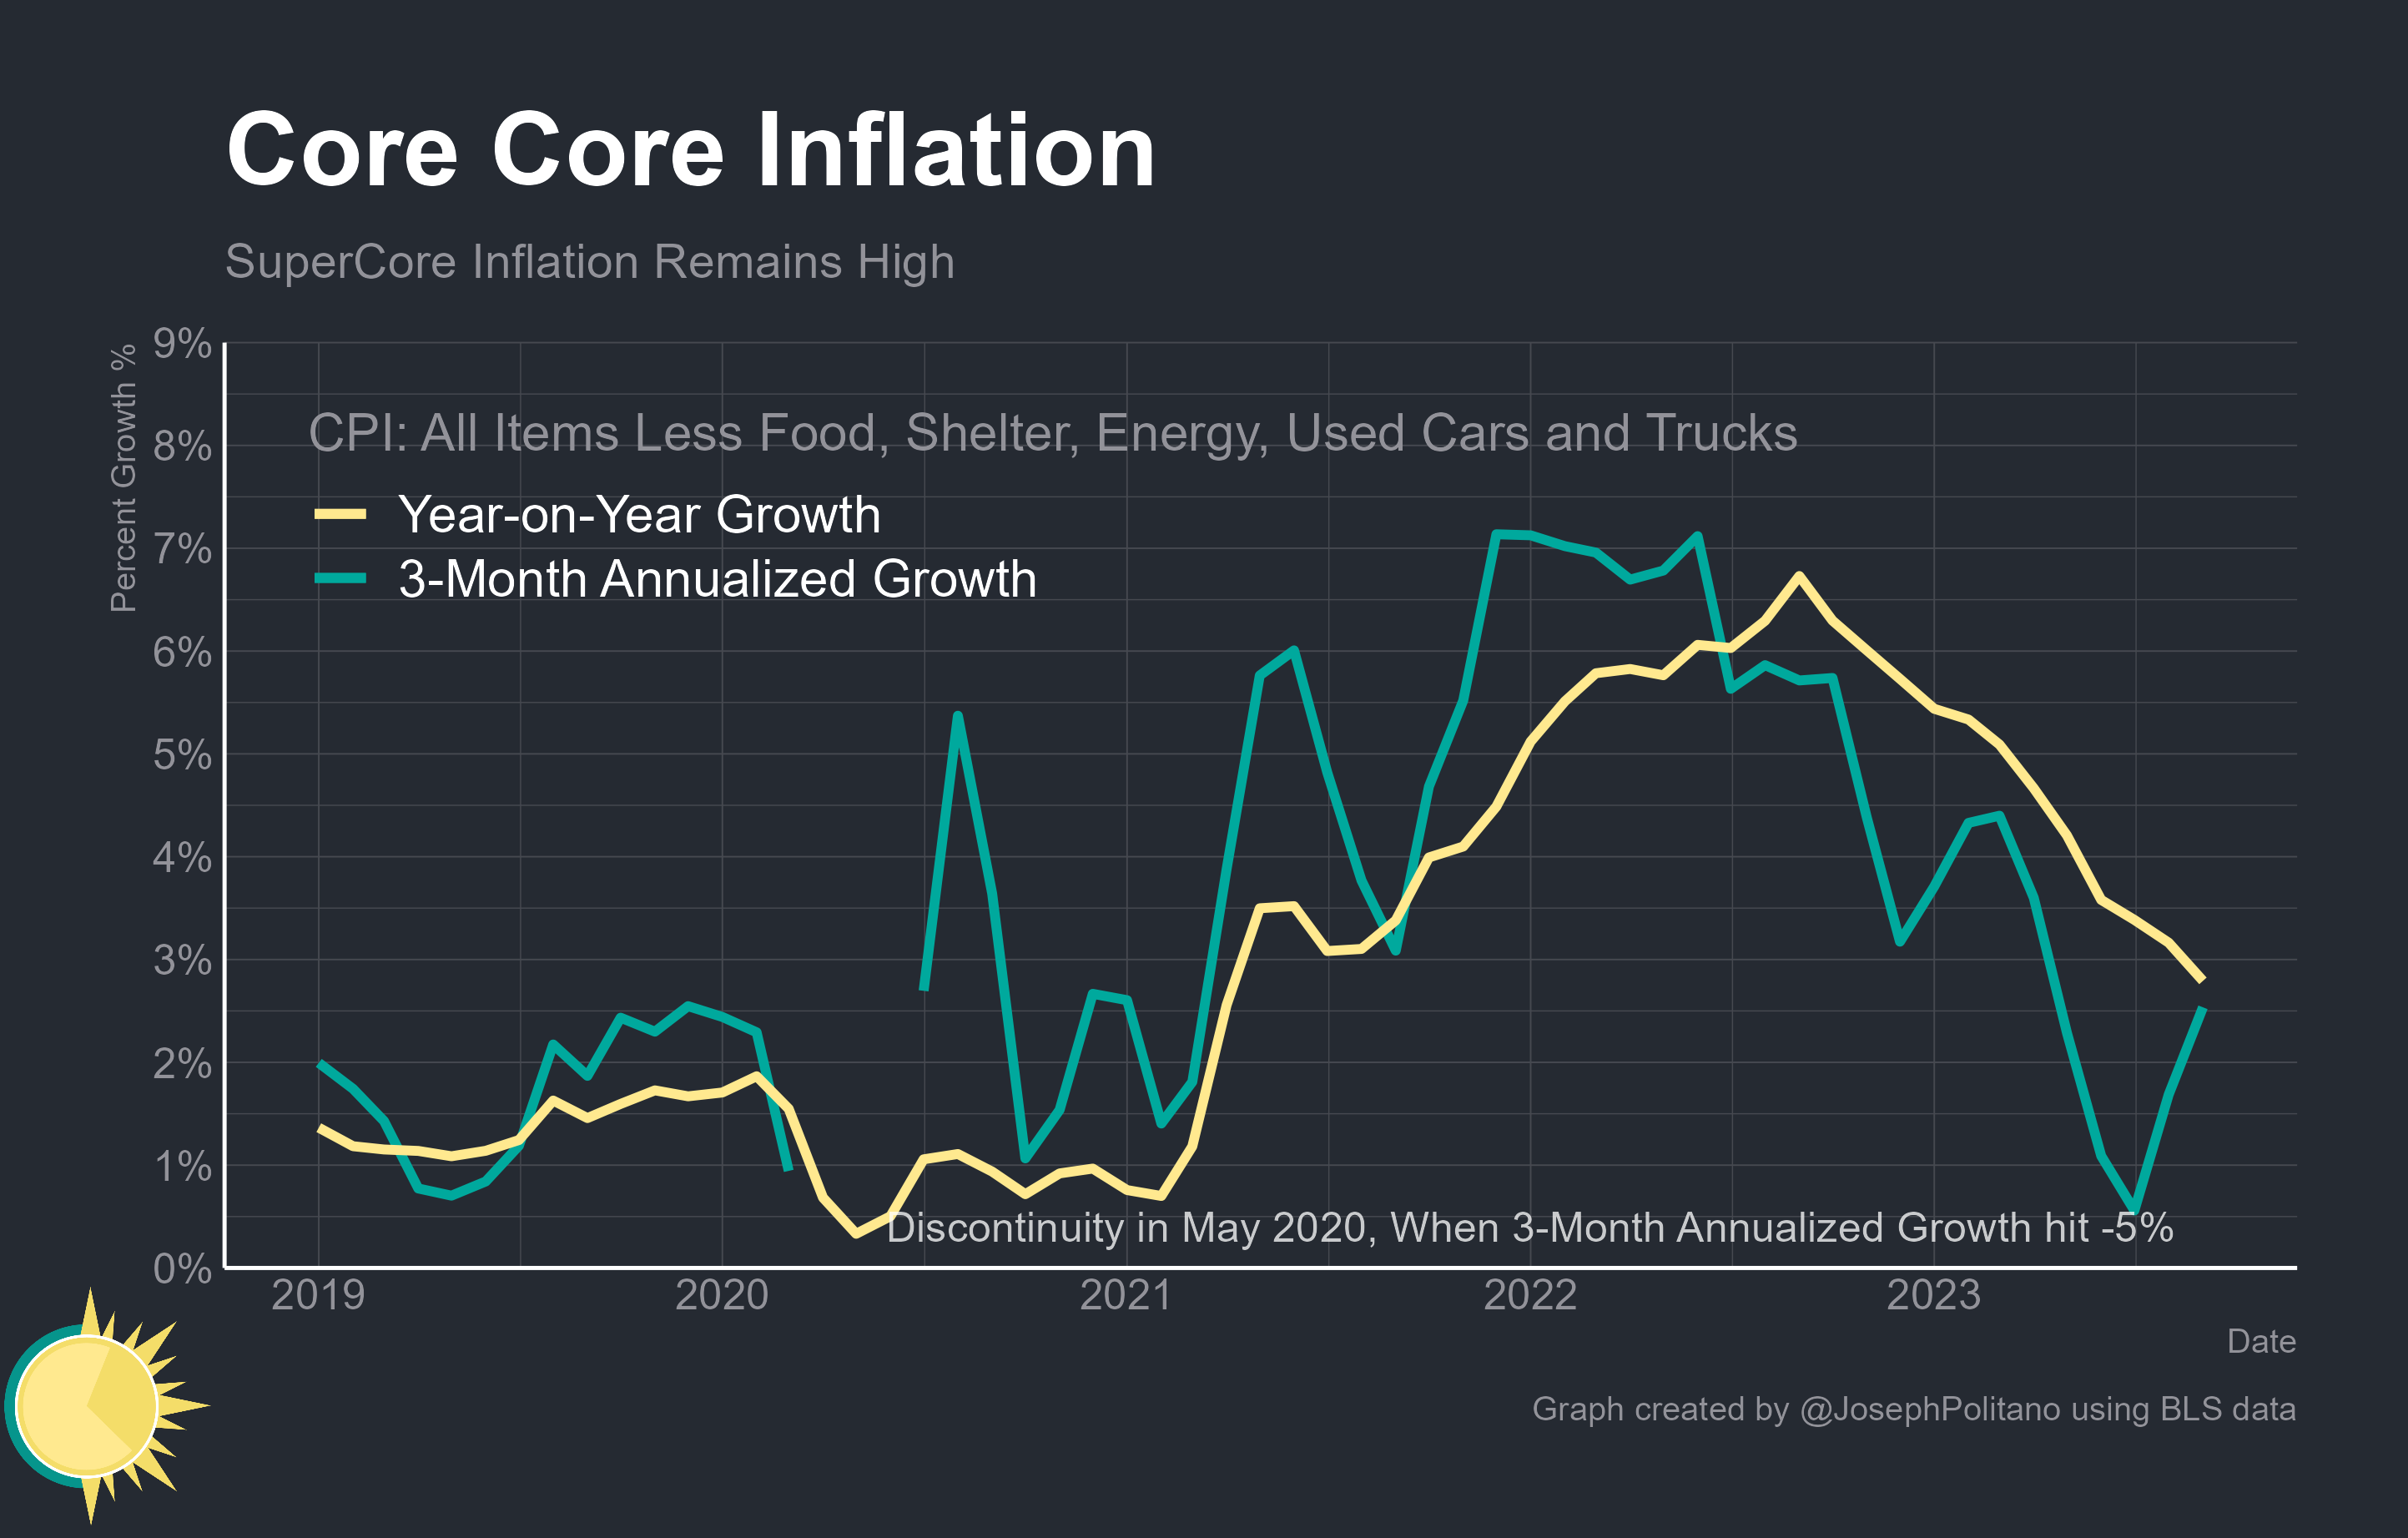 Core Core Inflation
SuperCore Inflation Remains High
Percent Growth %
9%
8%
7%
6%
5%
4%
3%
2%
1%
0%
CPI: All Items Less Food, Shelter, Energy, Used Cars and Trucks
Year-on-Year Growth
3-Month Annualized Growth
Discontinuity in May 2020, When 3-Month Annualized Growth hit -5%
2019 2020 2021 2022 2023
Date
Graph created by @JosephPolitano using BLS data